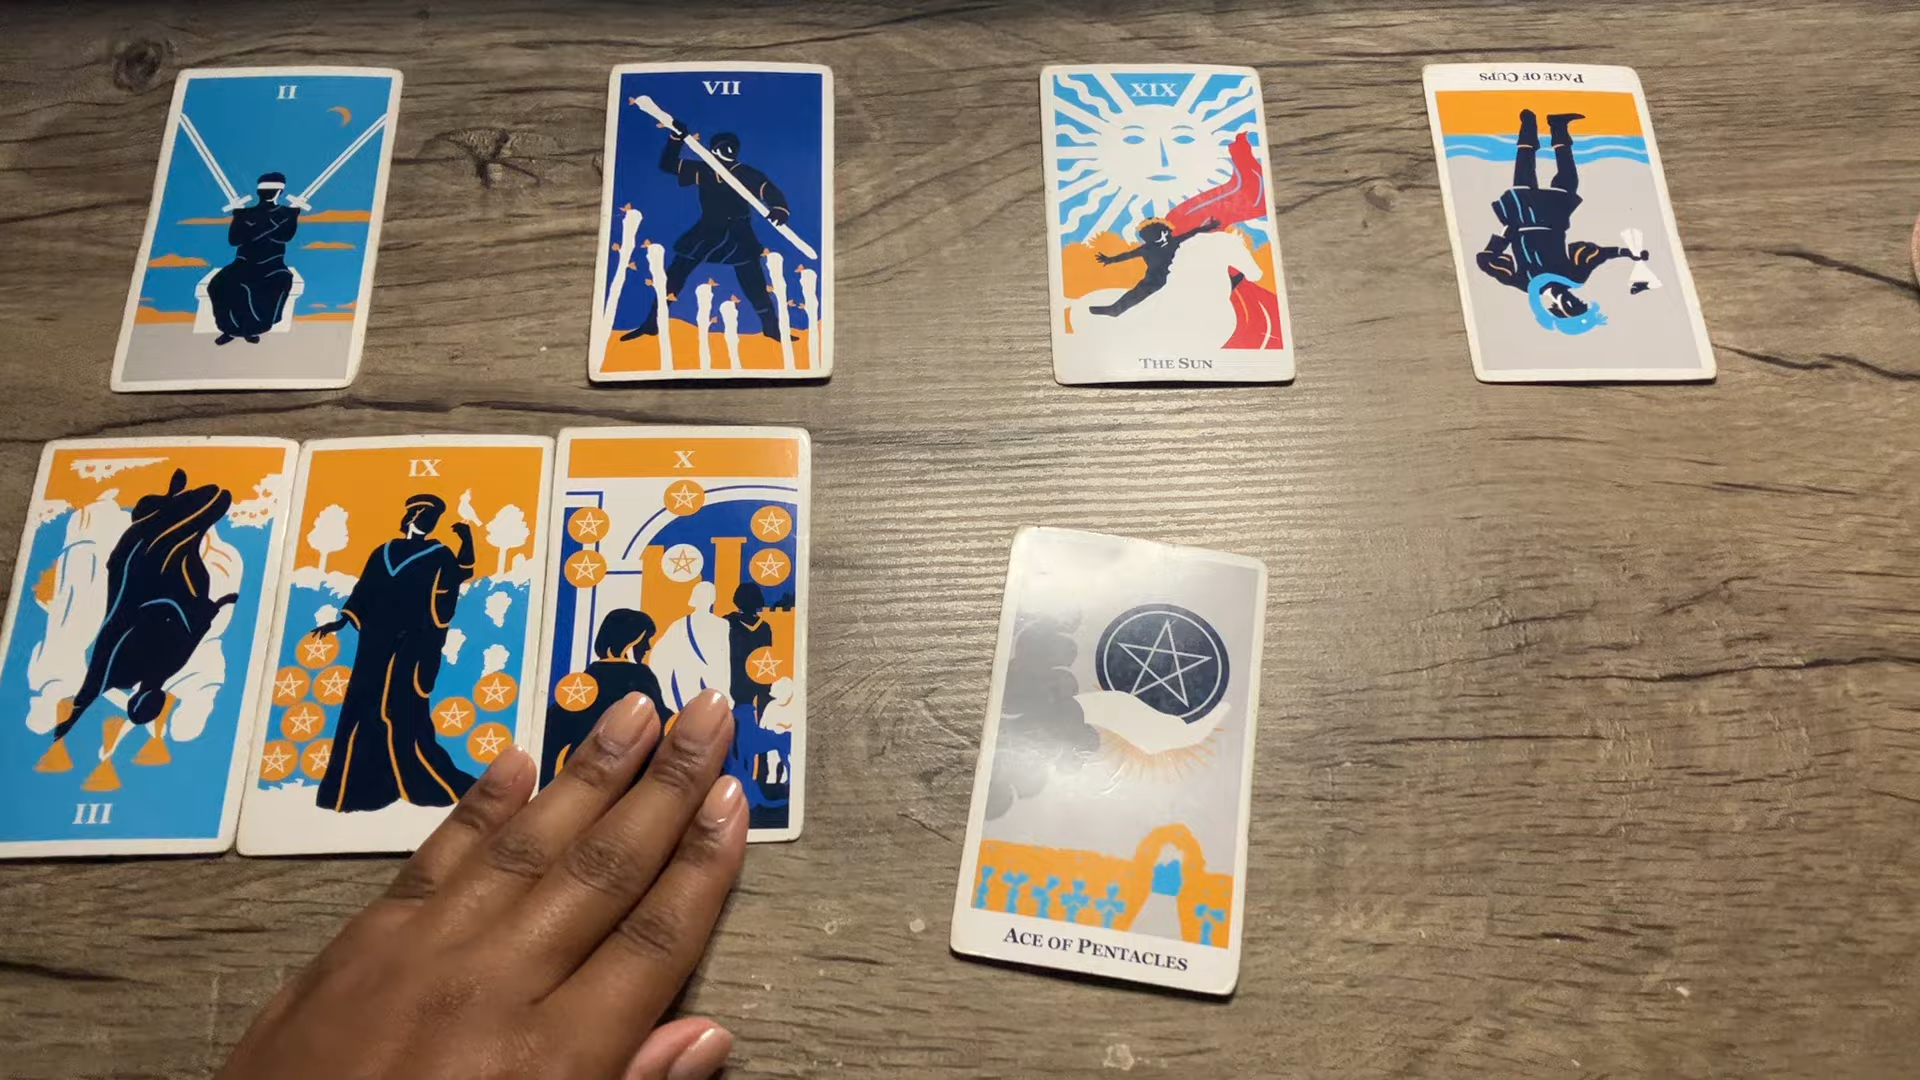 II
VII
XIX
THE SUN
PAGE OF CUPS
III
IX
X
ACE OF PENTACLES